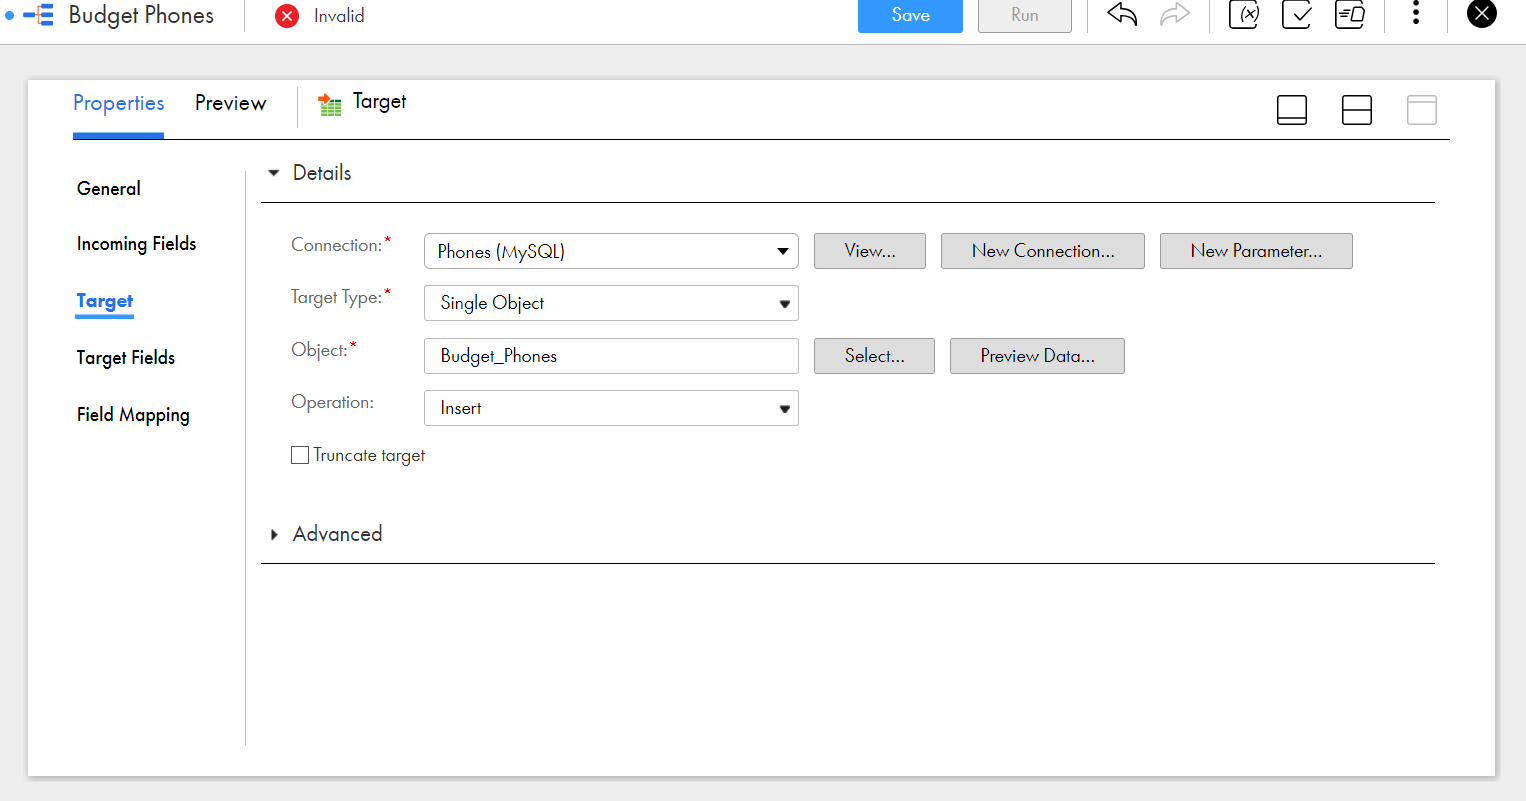 Budget Phones
Invalid
Save
Run
Properties
Preview
Target
General
Incoming Fields
Target
Target Fields
Field Mapping
Details
Connection:* Phones (MySQL) View... New Connection... New Parameter...
Target Type:* Single Object
Object:* Budget_Phones Select... Preview Data...
Operation: Insert
Truncate target
Advanced